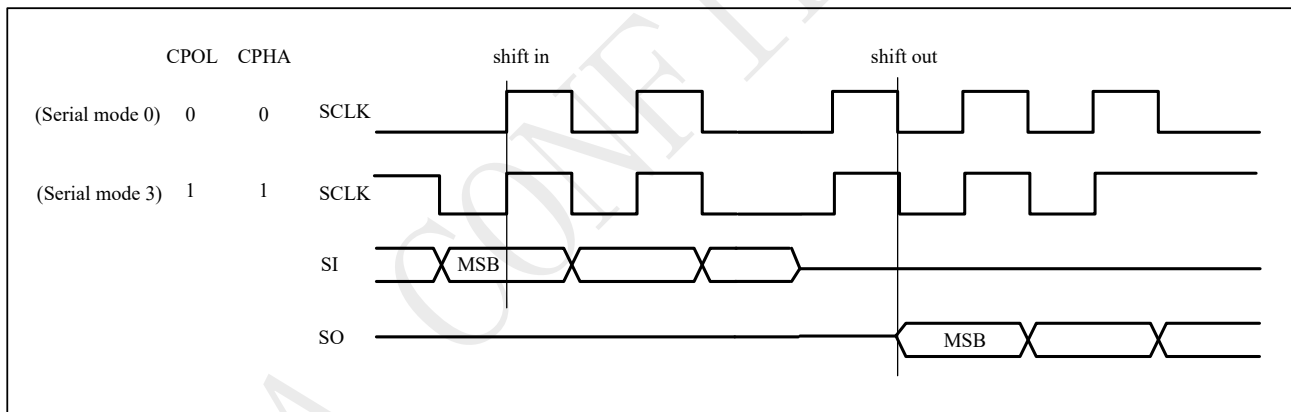 CPOL CPHA shift in shift out
(Serial mode 0) 0 0 SCLK
(Serial mode 3) 1 1 SCLK
SI MSB
SO MSB